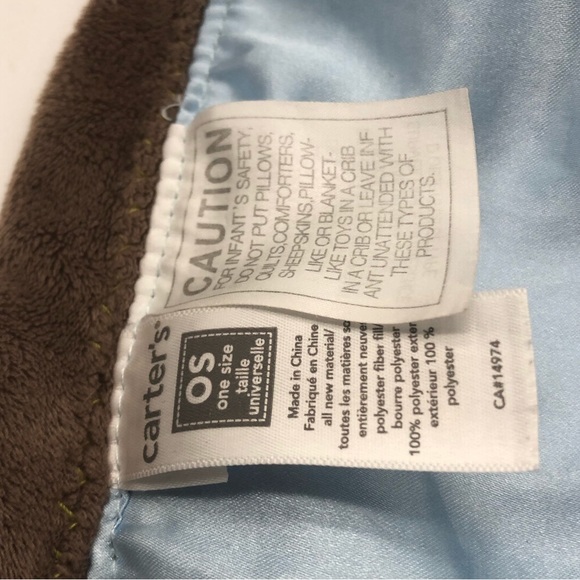 CAUTION
FOR INFANT'S SAFETY,
DO NOT PUT PILLOWS,
QUILTS,COMFORTERS,
SHEEPSKINS,PILLOW-
LIKE OR BLANKET-
LIKE TOYS IN A CRIB
IN A CRIB OR LEAVE INF
ANT UNATTENDED WITH
THESE TYPES OF
PRODUCTS.
carter's
OS
one size
taille
universelle
Made in China
Fabriqué en Chine
all new material/
toutes les matières
entièrement
polyester fiber fill/
bourre polyester
100% polyester
extérieur 100 %
polyester
CA#14974